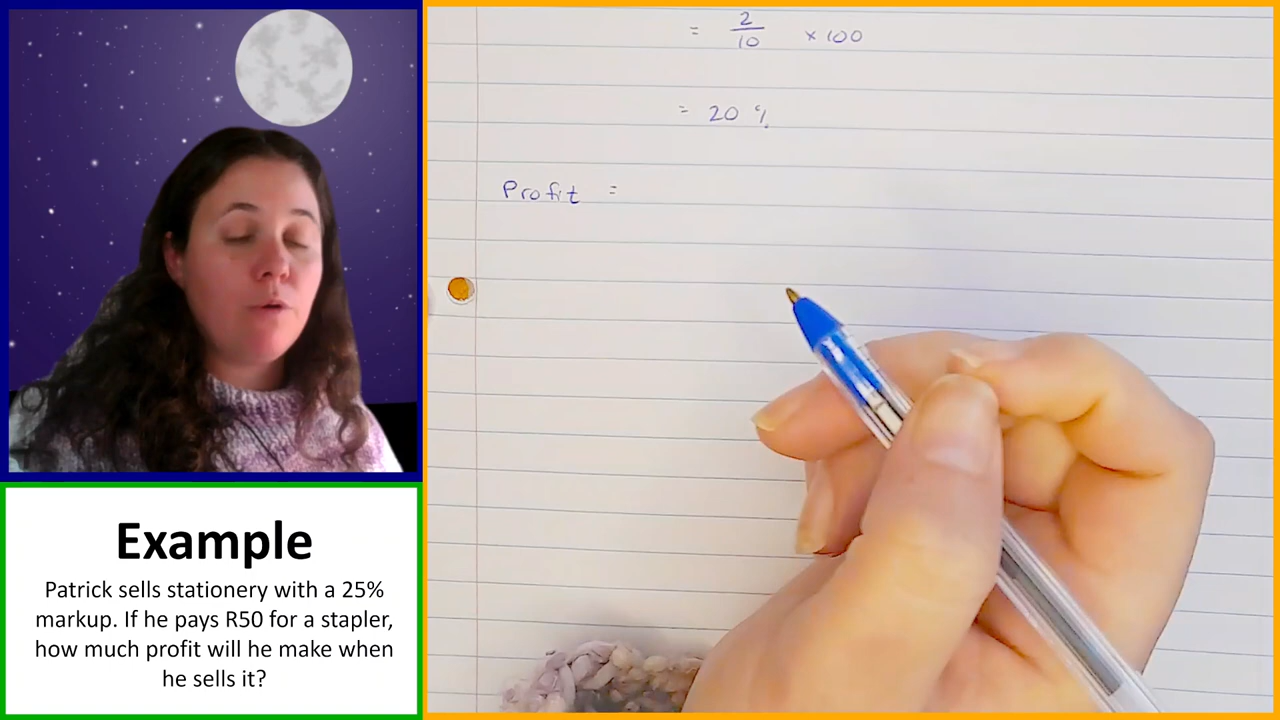 = 2/10 × 100
= 20 %
Profit =
Example
Patrick sells stationery with a 25%
markup. If he pays R50 for a stapler,
how much profit will he make when
he sells it?